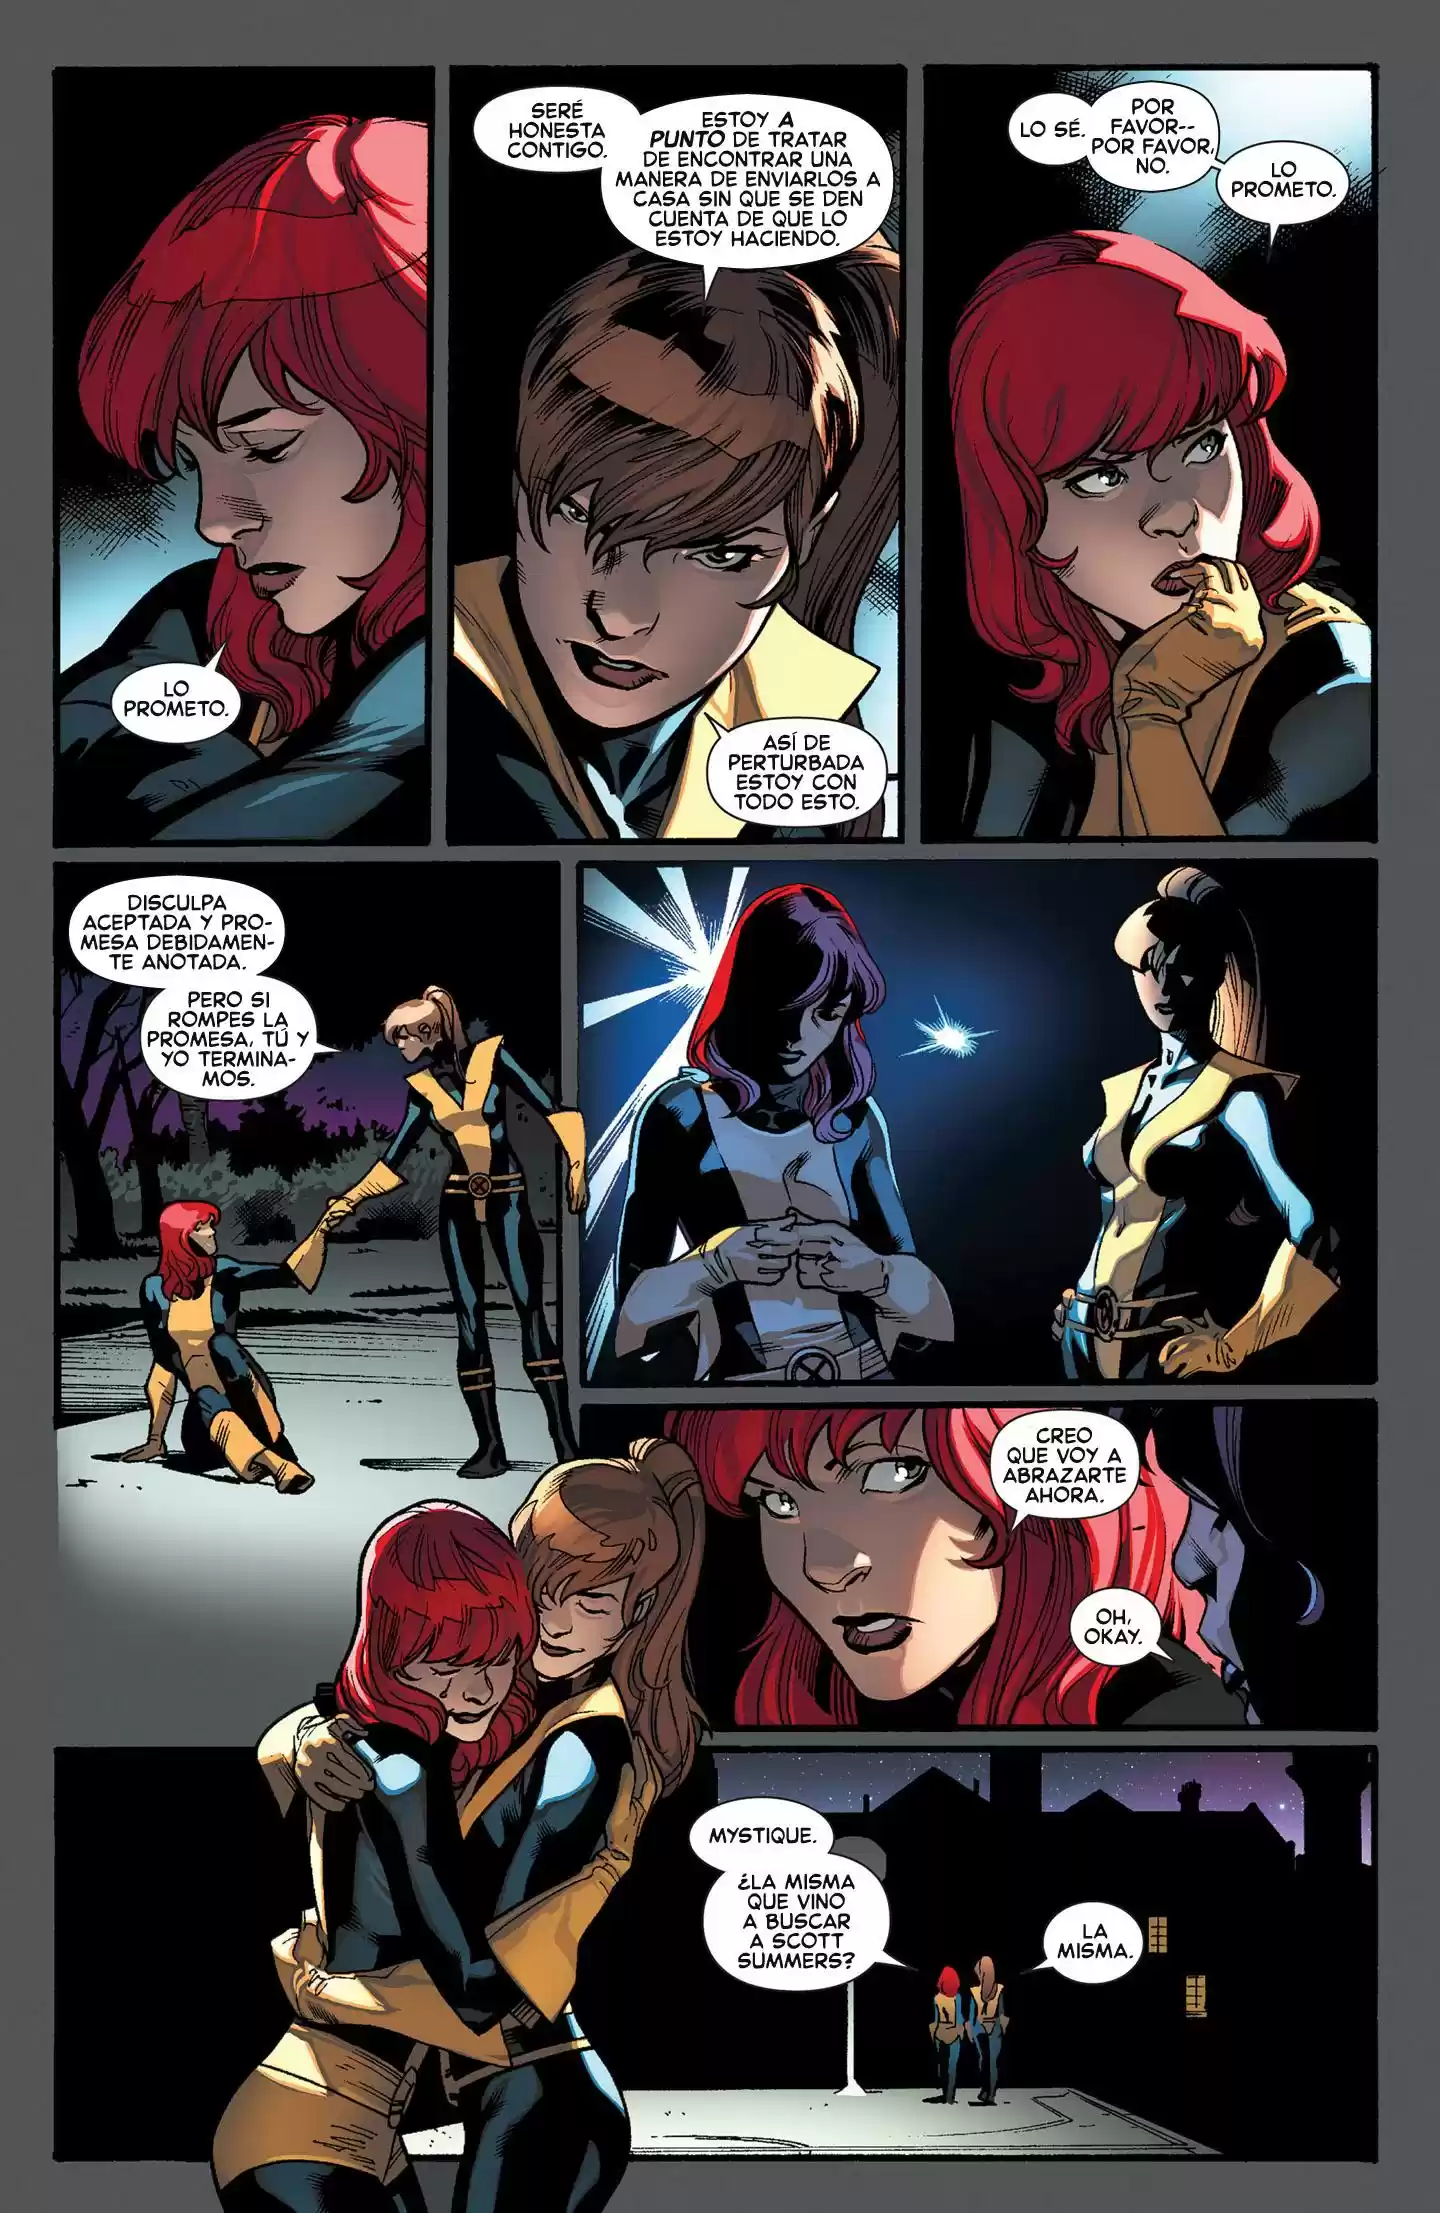 LO
PROMETO.
SERÉ
HONESTA
CONTIGO.
ESTOY A
PUNTO DE TRATAR
DE ENCONTRAR UNA
MANERA DE ENVIARLOS A
CASA SIN QUE SE DEN
CUENTA DE QUE LO
ESTOY HACIENDO.
ASÍ DE
PERTURBADA
ESTOY CON
TODO ESTO.
LO SÉ.
POR
FAVOR--
POR FAVOR,
NO.
LO
PROMETO.
DISCULPA
ACEPTADA Y PRO-
MESA DEBIDAMEN-
TE ANOTADA.
PERO SI
ROMPES LA
PROMESA, TÚ Y
YO TERMINA-
MOS.
CREO
QUE VOY A
ABRAZARTE
AHORA.
OH,
OKAY.
MYSTIQUE.
¿LA MISMA
QUE VINO
A BUSCAR
A SCOTT
SUMMERS?
LA
MISMA.